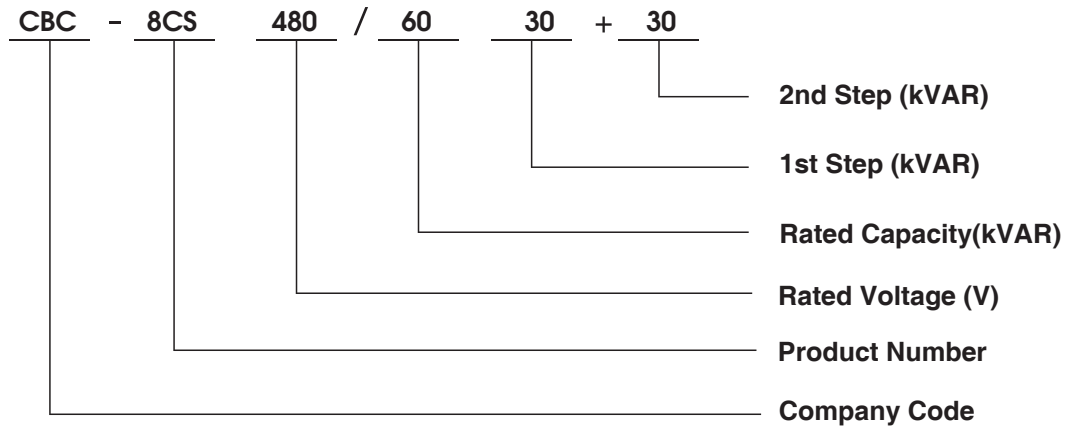 CBC - 8CS 480 / 60 30 + 30
2nd Step (kVAR)
1st Step (kVAR)
Rated Capacity(kVAR)
Rated Voltage (V)
Product Number
Company Code